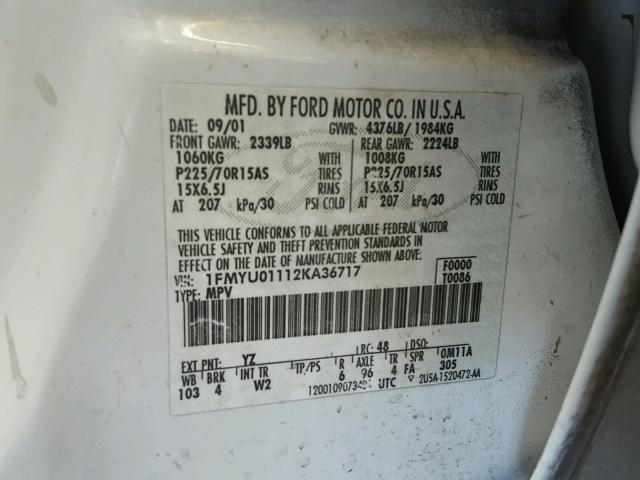 MFD. BY FORD MOTOR CO. IN U.S.A.
DATE: 09/01 GVWR: 4376LB/ 1984KG
FRONT GAWR: 2339LB REAR GAWR: 2224LB
1060KG WITH 1008KG WITH
P225/70R15AS TIRES P225/70R15AS TIRES
15X6.5J RIMS 15X6.5J RIMS
AT 207 kPa/30 PSI COLD AT 207 kPa/30 PSI COLD
THIS VEHICLE CONFORMS TO ALL APPLICABLE FEDERAL MOTOR
VEHICLE SAFETY AND THEFT PREVENTION STANDARDS IN
EFFECT ON THE DATE OF MANUFACTURE SHOWN ABOVE.
VIN: 1FMYU01112KA36717 F0000
TYPE: MPV T0086
EXT PNT: YZ RC: 48 DSO:
WB BRK INT TR TP/PS R AXLE TR SPR 0M11A
103 4 W2 6 96 4 FA 305
UTC 2U5A-1520472-AA